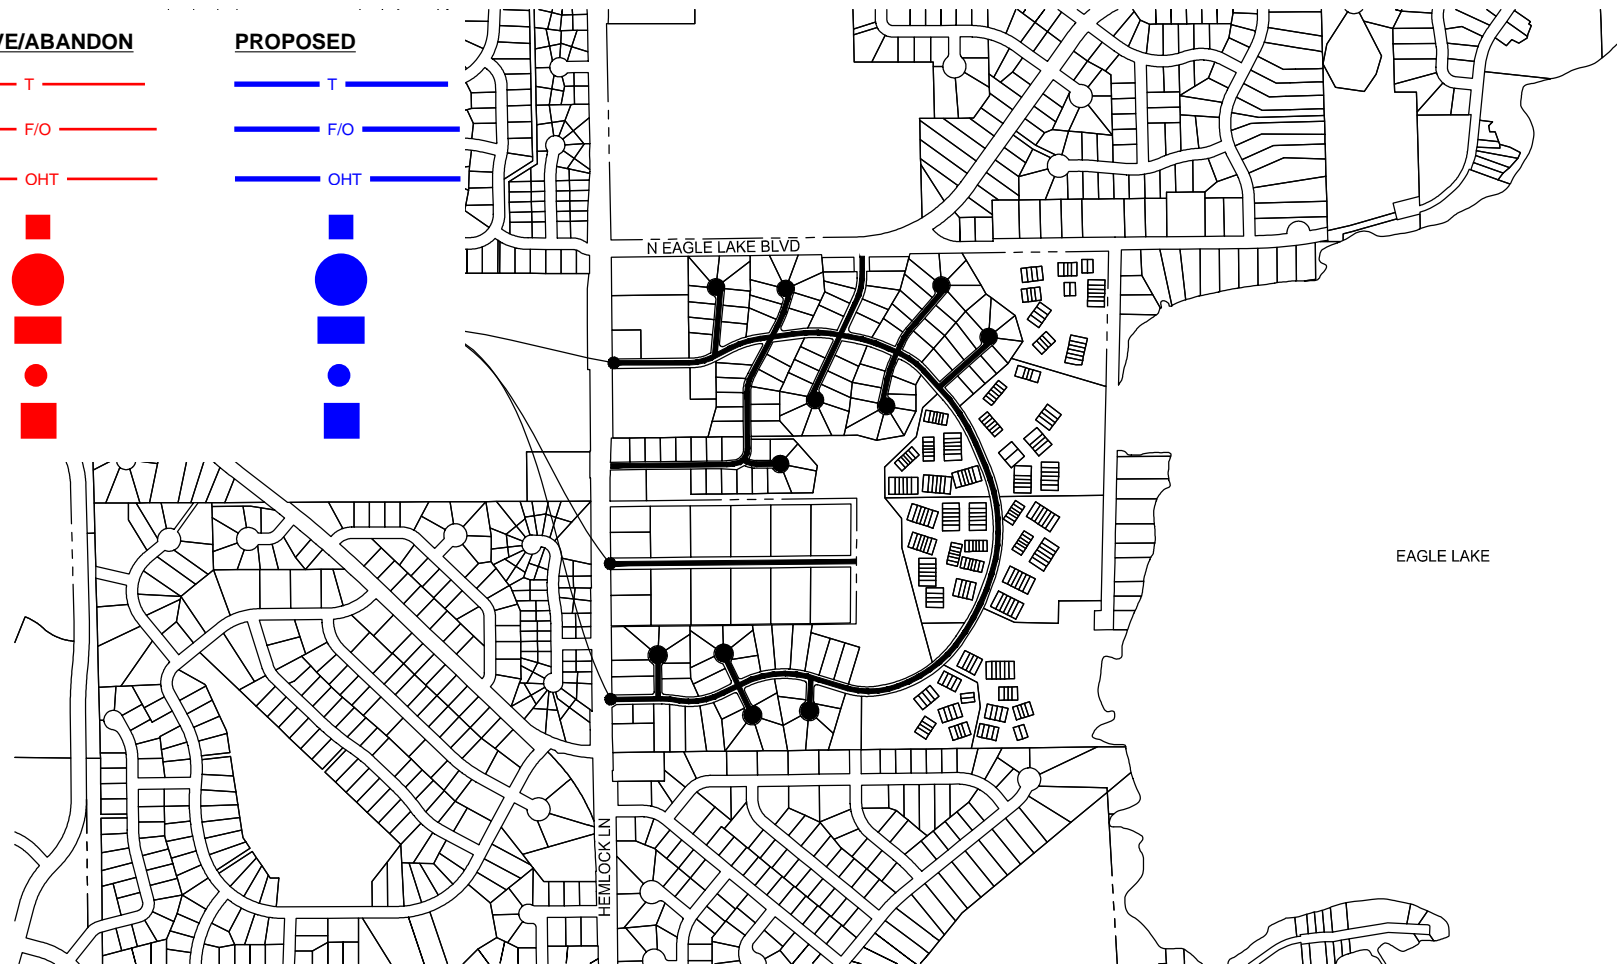 VE/ABANDON
PROPOSED
T
T
F/O
F/O
OHT
OHT
N EAGLE LAKE BLVD
EAGLE LAKE
HEMLOCK LN